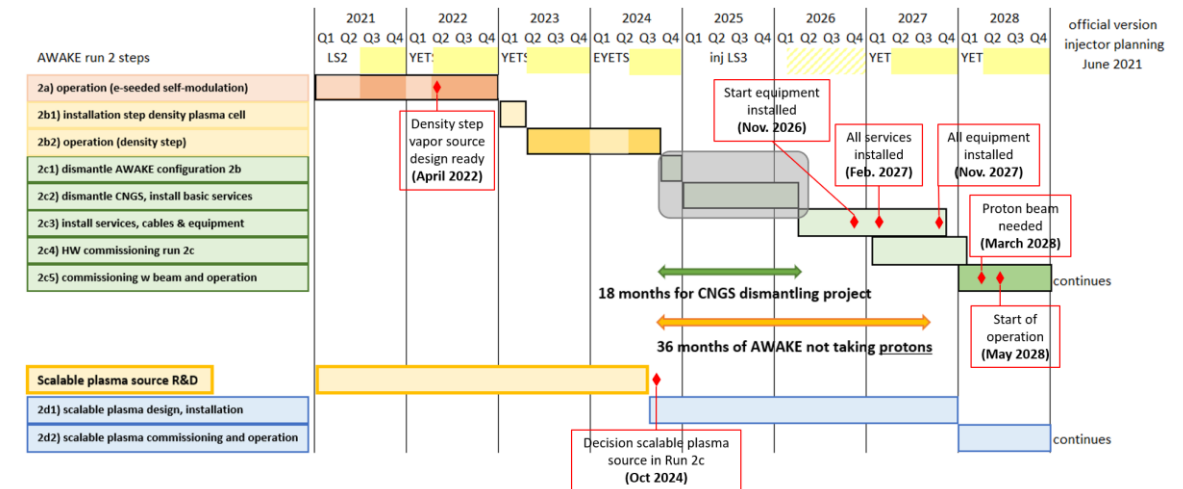 2021 2022 2023 2024 2025 2026 2027 2028
Q1 Q2 Q3 Q4 Q1 Q2 Q3 Q4 Q1 Q2 Q3 Q4 Q1 Q2 Q3 Q4 Q1 Q2 Q3 Q4 Q1 Q2 Q3 Q4 Q1 Q2 Q3 Q4 Q1 Q2 Q3 Q4
official version
injector planning
June 2021
AWAKE run 2 steps
LS2 YETS YETS EYETS inj LS3 YET YET
2a) operation (e-seeded self-modulation)
2b1) installation step density plasma cell
2b2) operation (density step)
2c1) dismantle AWAKE configuration 2b
2c2) dismantle CNGS, install basic services
2c3) install services, cables & equipment
2c4) HW commissioning run 2c
2c5) commissioning w beam and operation
Density step
vapor source
design ready
(April 2022)
Start equipment
installed
(Nov. 2026)
All services
installed
(Feb. 2027)
All equipment
installed
(Nov. 2027)
Proton beam
needed
(March 2028)
continues
18 months for CNGS dismantling project
36 months of AWAKE not taking protons
Start of
operation
(May 2028)
Scalable plasma source R&D
2d1) scalable plasma design, installation
2d2) scalable plasma commissioning and operation
continues
Decision scalable plasma
source in Run 2c
(Oct 2024)